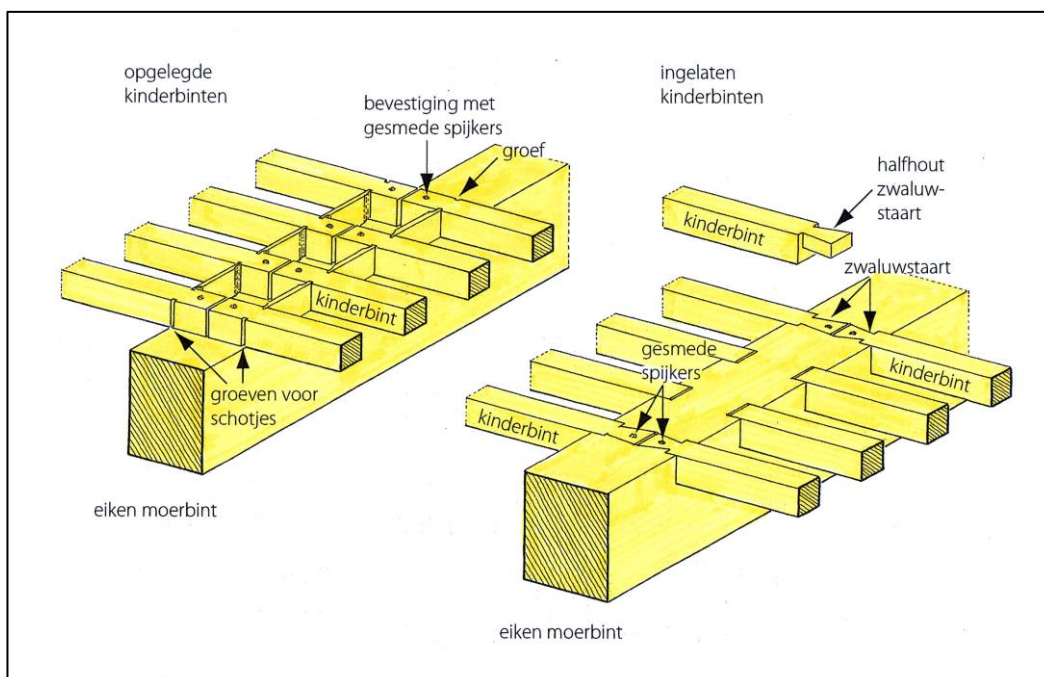 opgelegde
kinderbinten
bevestiging met
gesmede spijkers
groef
kinderbint
groeven voor
schotjes
eiken moerbint
ingelaten
kinderbinten
halfhout
zwaluw-
staart
kinderbint
zwaluwstaart
gesmede
spijkers
kinderbint
kinderbint
eiken moerbint